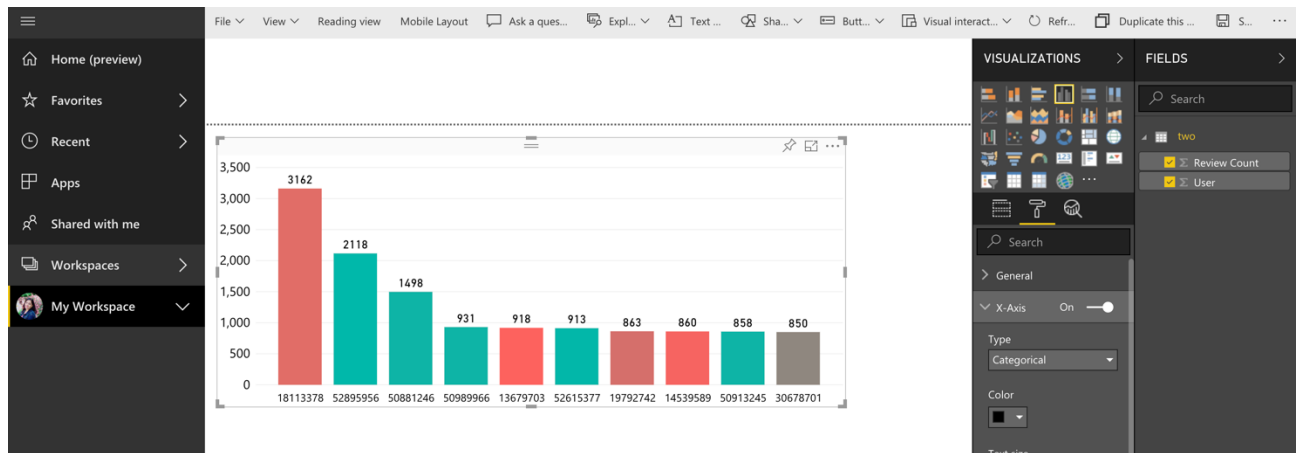 File View Reading view Mobile Layout Ask a ques... Expl... Text ... Sha... Butt... Visual interact... Refr... Duplicate this ... S... ...
Home (preview)
Favorites
Recent
Apps
Shared with me
Workspaces
My Workspace
3,500
3,000
2,500
2,000
1,500
1,000
500
0
3162
2118
1498
931 918 913 863 860 858 850
18113378 52895956 50881246 50989966 13679703 52615377 19792742 14539589 50913245 30678701
VISUALIZATIONS
Search
General
X-Axis On
Type
Categorical
Color
Text size
FIELDS
Search
two
Review Count
User